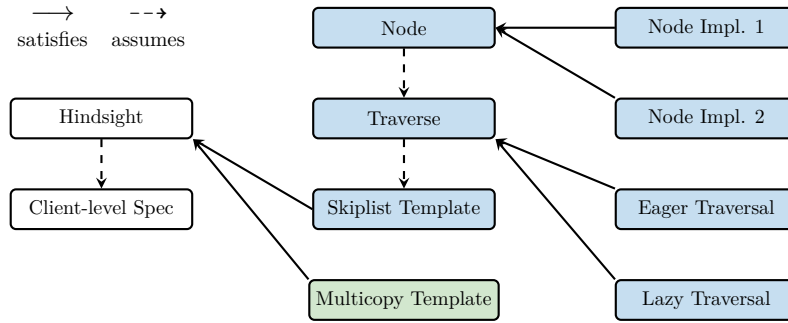 satisfies
assumes
Node
Node Impl. 1
Hindsight
Traverse
Node Impl. 2
Client-level Spec
Skiplist Template
Eager Traversal
Multicopy Template
Lazy Traversal